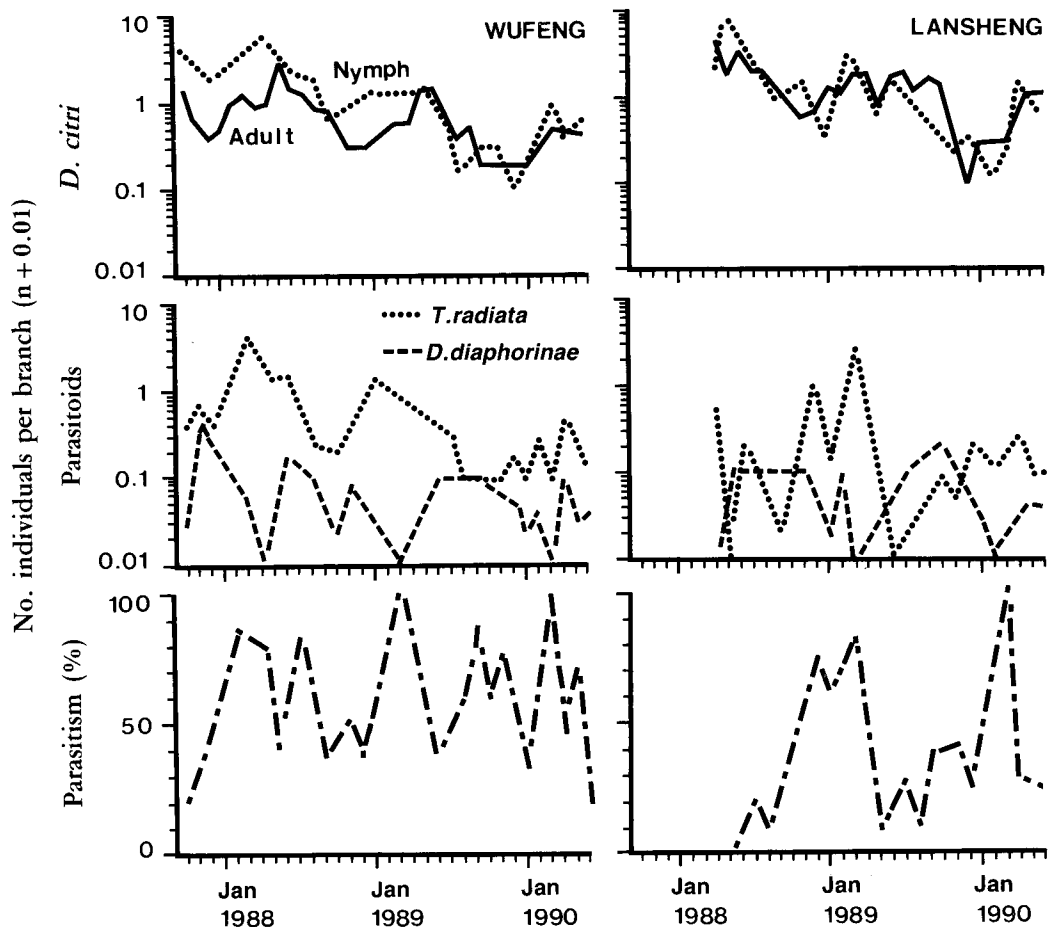 No. individuals per branch (n + 0.01)
D. citri
10
1
0.1
0.01
WUFENG
Nymph
Adult
LANSHENG
Parasitoids
10
1
0.1
0.01
T.radiata
D.diaphorinae
Parasitism (%)
100
50
0
Jan
1988
Jan
1989
Jan
1990
Jan
1988
Jan
1989
Jan
1990